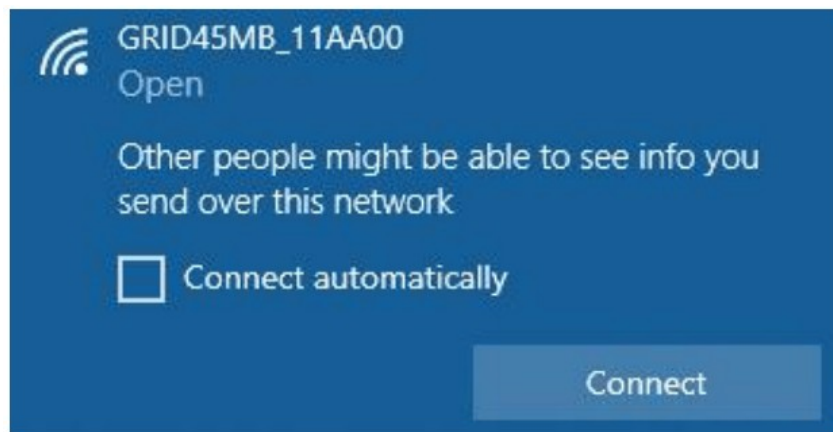 GRID45MB_11AA00
Open
Other people might be able to see info you
send over this network
Connect automatically
Connect